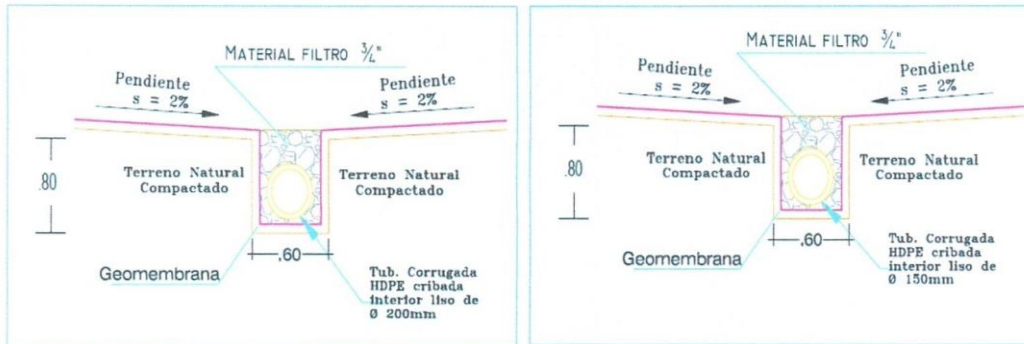 MATERIAL FILTRO 3/4"
Pendiente
s = 2%
Pendiente
s = 2%
.80
Terreno Natural
Compactado
Terreno Natural
Compactado
.60
Geomembrana
Tub. Corrugada
HDPE cribada
interior liso de
Ø 200mm
MATERIAL FILTRO 3/4"
Pendiente
s = 2%
Pendiente
s = 2%
.80
Terreno Natural
Compactado
Terreno Natural
Compactado
.60
Geomembrana
Tub. Corrugada
HDPE cribada
interior liso de
Ø 150mm